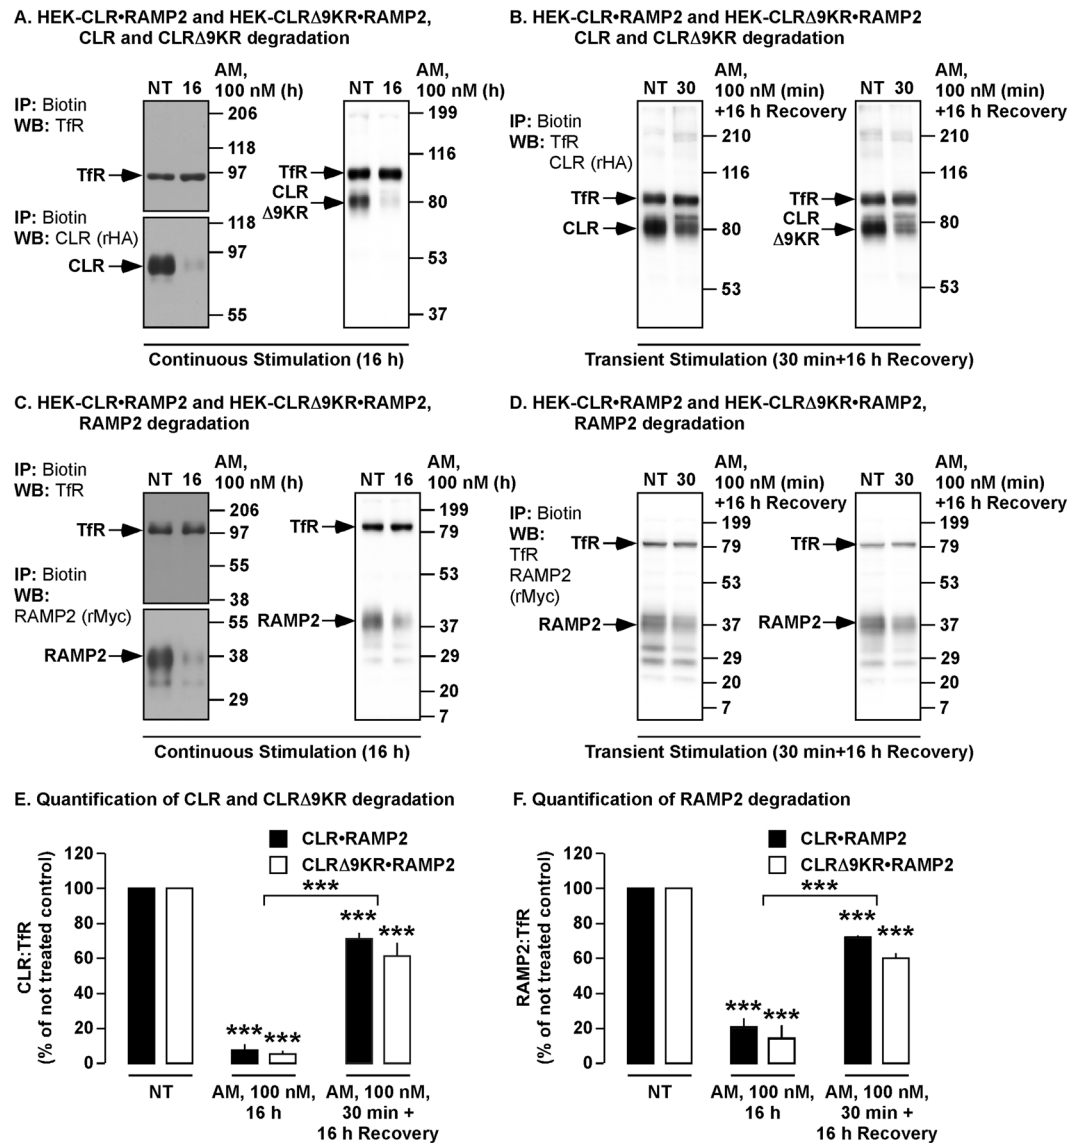 A. HEK-CLR•RAMP2 and HEK-CLRΔ9KR•RAMP2,
CLR and CLRΔ9KR degradation
AM,
NT 16 100 nM (h)
IP: Biotin
WB: TfR
206
118
TfR
97
IP: Biotin
WB: CLR (rHA)
118
97
CLR
55
AM,
NT 16 100 nM (h)
199
116
TfR
CLR
Δ9KR
80
53
37
Continuous Stimulation (16 h)
B. HEK-CLR•RAMP2 and HEK-CLRΔ9KR•RAMP2
CLR and CLRΔ9KR degradation
AM,
NT 30 100 nM (min)
+16 h Recovery
IP: Biotin
WB: TfR
CLR (rHA)
210
116
TfR
CLR
80
53
AM,
NT 30 100 nM (min)
+16 h Recovery
210
116
TfR
CLR
Δ9KR
80
53
Transient Stimulation (30 min+16 h Recovery)
C. HEK-CLR•RAMP2 and HEK-CLRΔ9KR•RAMP2,
RAMP2 degradation
AM,
NT 16 100 nM (h)
IP: Biotin
WB: TfR
206
TfR
97
55
38
IP: Biotin
WB:
RAMP2 (rMyc)
55
RAMP2
38
29
AM,
NT 16 100 nM (h)
199
TfR
79
53
RAMP2
37
29
20
7
Continuous Stimulation (16 h)
D. HEK-CLR•RAMP2 and HEK-CLRΔ9KR•RAMP2,
RAMP2 degradation
AM,
NT 30 100 nM (min)
+16 h Recovery
IP: Biotin
WB:
TfR
RAMP2
(rMyc)
199
TfR
79
53
RAMP2
37
29
20
7
AM,
NT 30 100 nM (min)
+16 h Recovery
199
TfR
79
53
RAMP2
37
29
20
7
Transient Stimulation (30 min+16 h Recovery)
E. Quantification of CLR and CLRΔ9KR degradation
CLR•RAMP2
CLRΔ9KR•RAMP2
CLR:TfR
(% of not treated control)
120
100
80
60
40
20
0
***
*** ***
*** ***
NT
AM, 100 nM,
16 h
AM, 100 nM,
30 min +
16 h Recovery
F. Quantification of RAMP2 degradation
CLR•RAMP2
CLRΔ9KR•RAMP2
RAMP2:TfR
(% of not treated control)
120
100
80
60
40
20
0
***
*** ***
*** ***
NT
AM, 100 nM,
16 h
AM, 100 nM,
30 min +
16 h Recovery